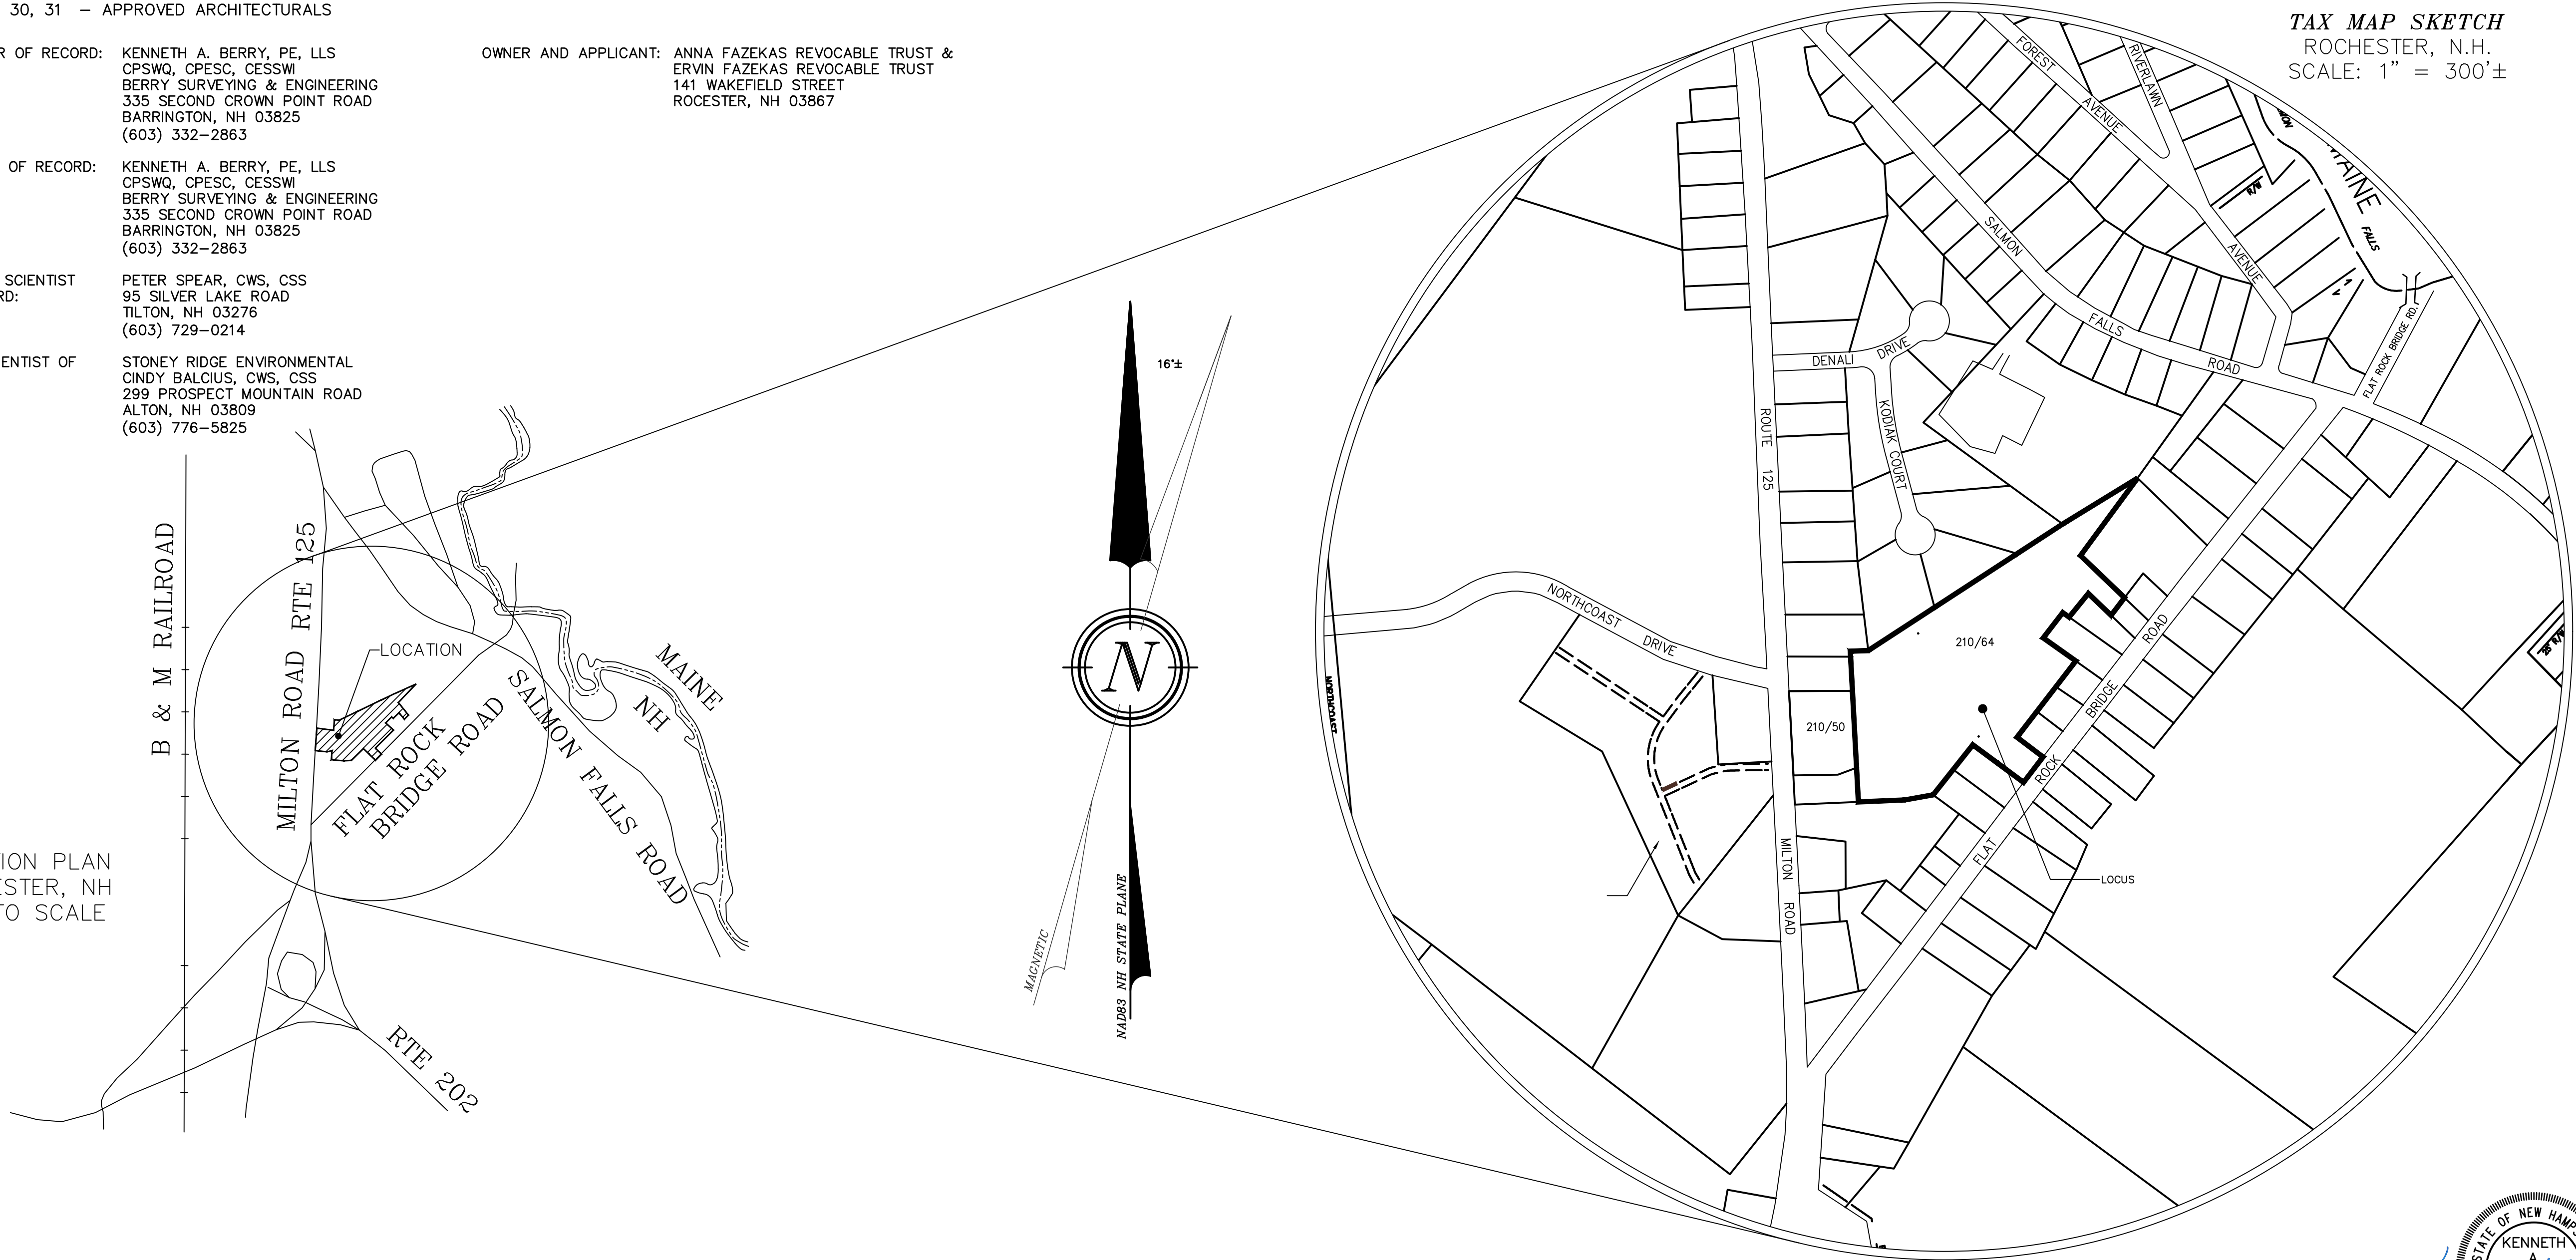 30, 31 — APPROVED ARCHITECTURALS
R OF RECORD: KENNETH A. BERRY, PE, LLS
CPSWQ, CPESC, CESSWI
BERRY SURVEYING & ENGINEERING
335 SECOND CROWN POINT ROAD
BARRINGTON, NH 03825
(603) 332-2863
OWNER AND APPLICANT: ANNA FAZEKAS REVOCABLE TRUST &
ERVIN FAZEKAS REVOCABLE TRUST
141 WAKEFIELD STREET
ROCESTER, NH 03867
OF RECORD: KENNETH A. BERRY, PE, LLS
CPSWQ, CPESC, CESSWI
BERRY SURVEYING & ENGINEERING
335 SECOND CROWN POINT ROAD
BARRINGTON, NH 03825
(603) 332-2863
SCIENTIST PETER SPEAR, CWS, CSS
RD: 95 SILVER LAKE ROAD
TILTON, NH 03276
(603) 729-0214
ENTIST OF STONEY RIDGE ENVIRONMENTAL
CINDY BALCIUS, CWS, CSS
299 PROSPECT MOUNTAIN ROAD
ALTON, NH 03809
(603) 776-5825
B & M RAILROAD
MILTON ROAD RTE 125
LOCATION
FLAT ROCK
BRIDGE ROAD
SALMON FALLS ROAD
MAINE
NH
RTE 202
TION PLAN
ESTER, NH
TO SCALE
16°±
N
MAGNETIC
NAD83 NH STATE PLANE
TAX MAP SKETCH
ROCHESTER, N.H.
SCALE: 1" = 300'±
FOREST
AVENUE
RIVERLAWN
AVENUE
R/W
MAINE
FALLS
SALMON
FALLS
ROAD
FLAT ROCK BRIDGE RD.
DENALI DRIVE
KODIAK COURT
ROUTE 125
NORTHCOAST DRIVE
NORTHCOAST
210/64
210/50
MILTON ROAD
FLAT ROCK BRIDGE ROAD
LOCUS
STATE OF NEW HAMP
KENNETH
A.